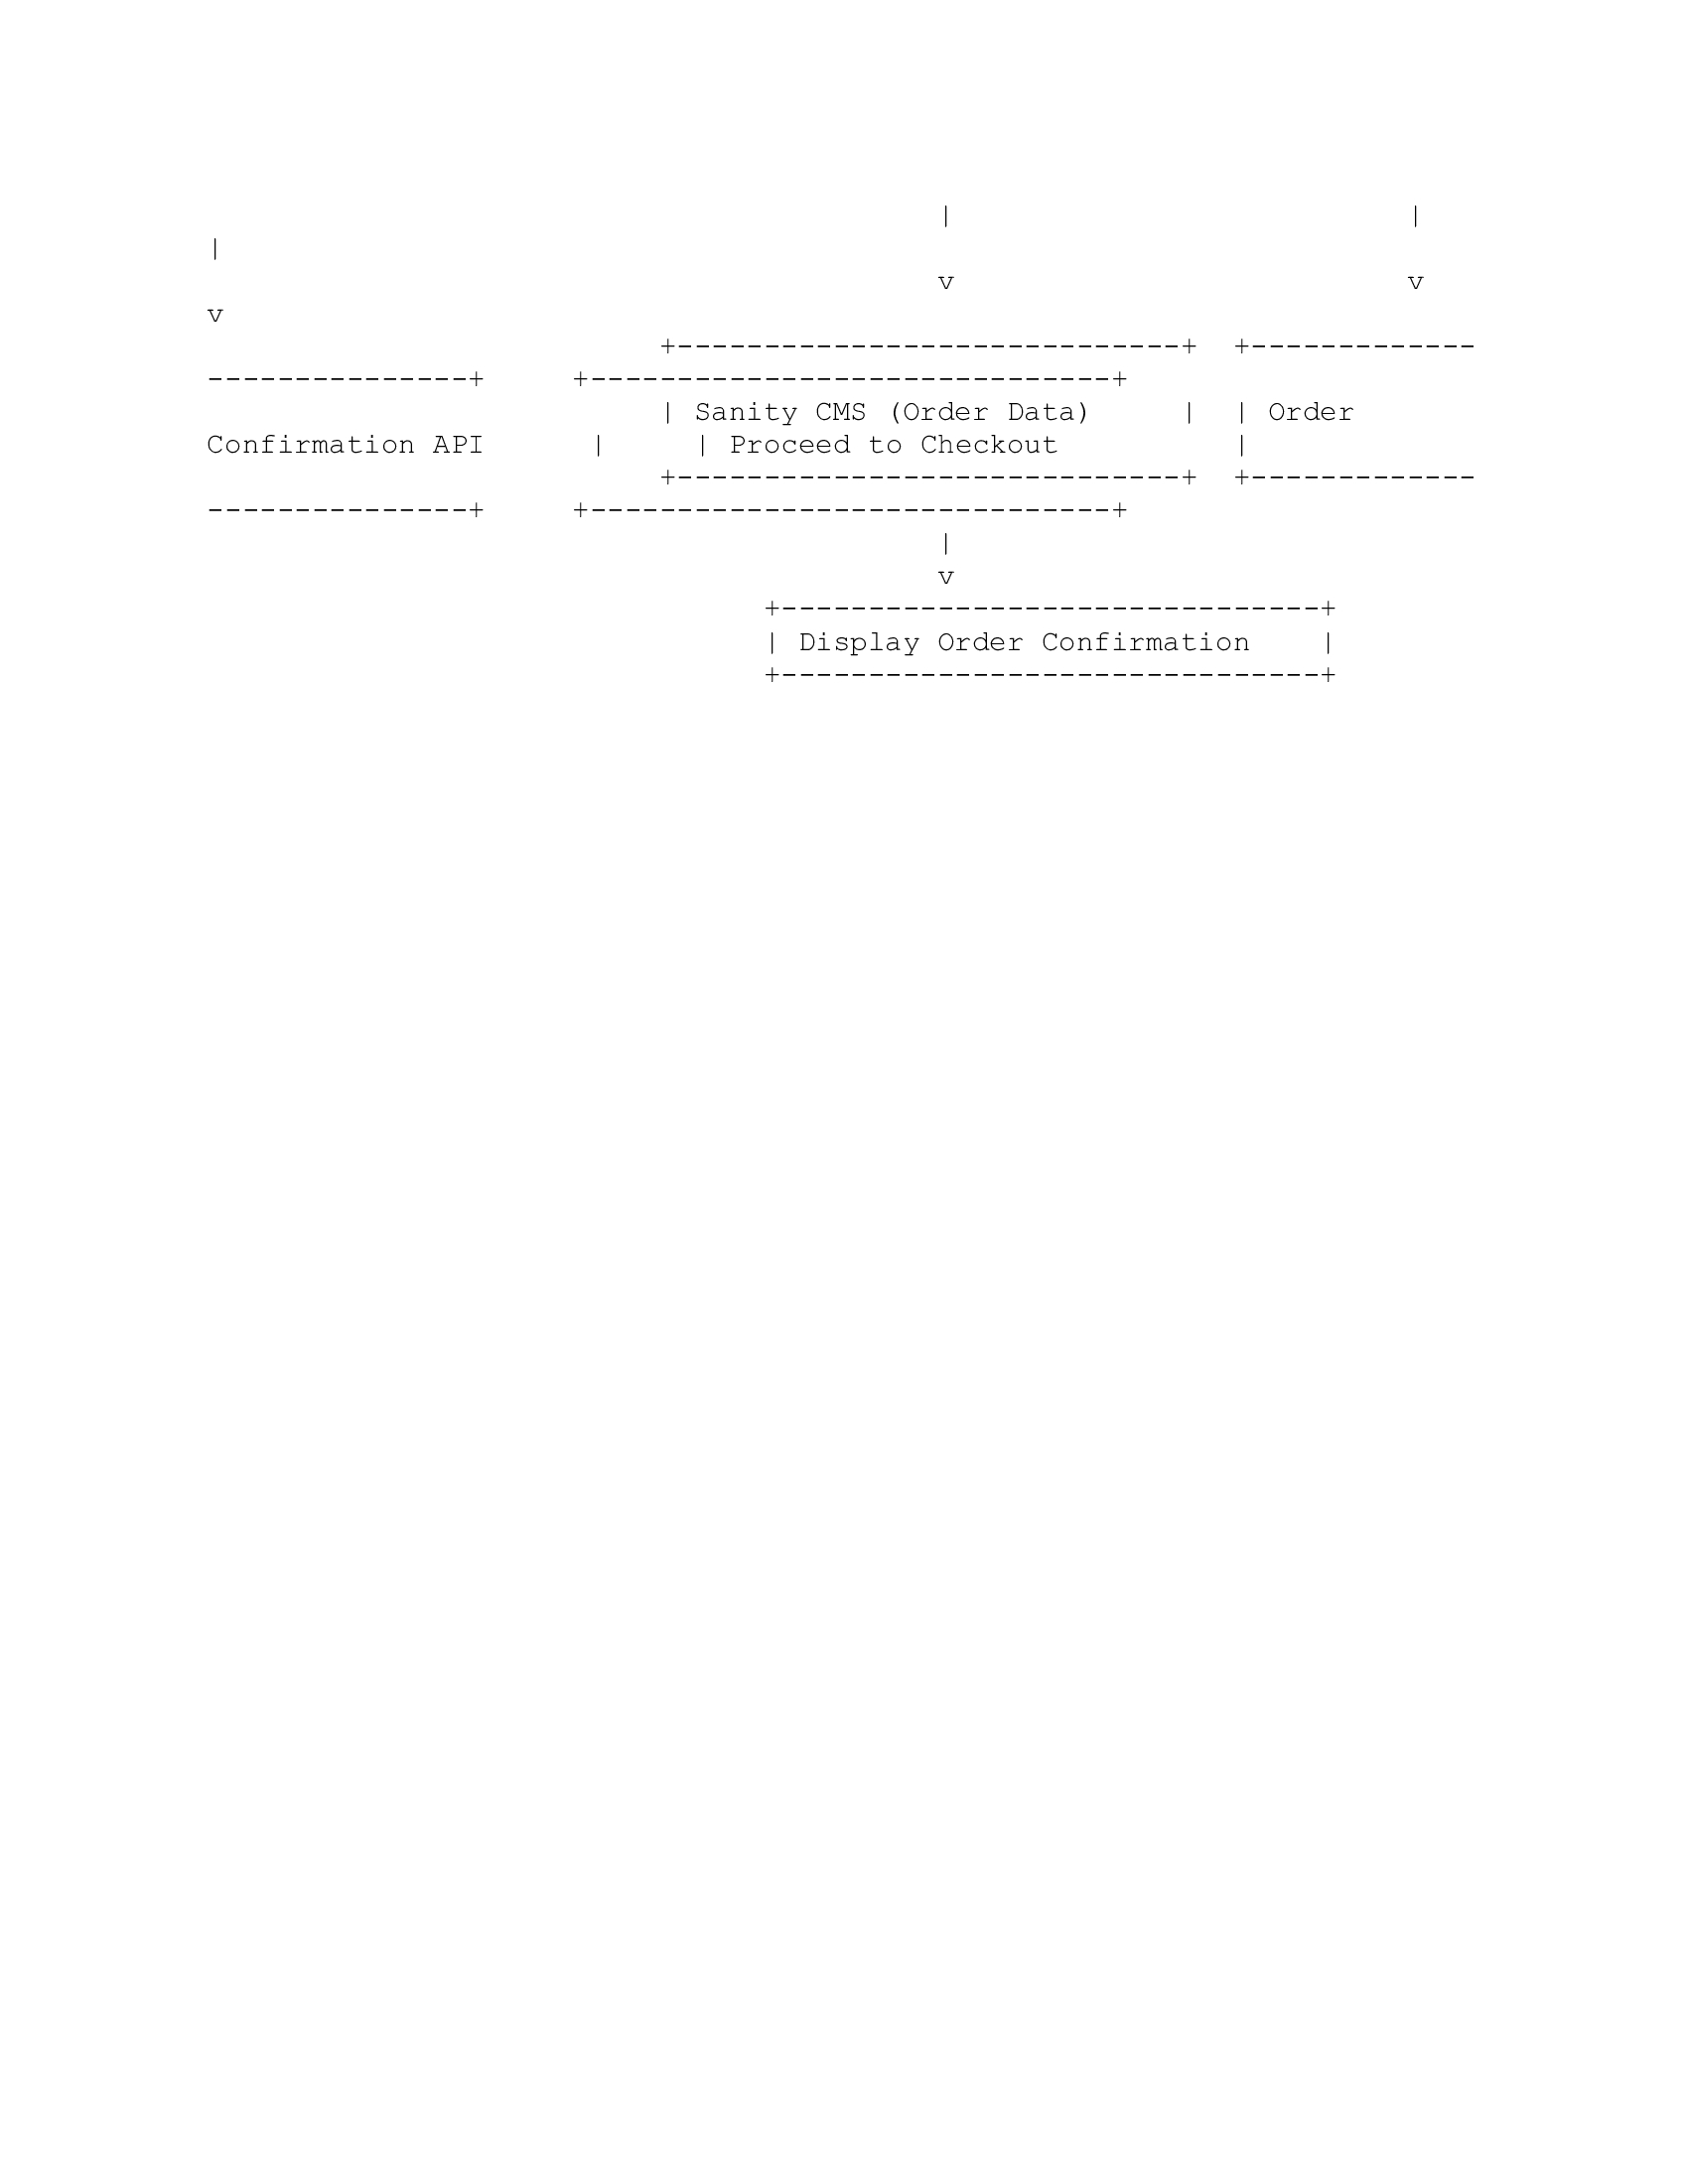 |                          |
|
                                          v                          v
v
                          +-----------------------------+  +-------------
---------------+     +------------------------------+
                          | Sanity CMS (Order Data)     |  | Order
Confirmation API      |     | Proceed to Checkout          |
                          +-----------------------------+  +-------------
---------------+     +------------------------------+
                                          |
                                          v
                                +-------------------------------+
                                | Display Order Confirmation    |
                                +-------------------------------+